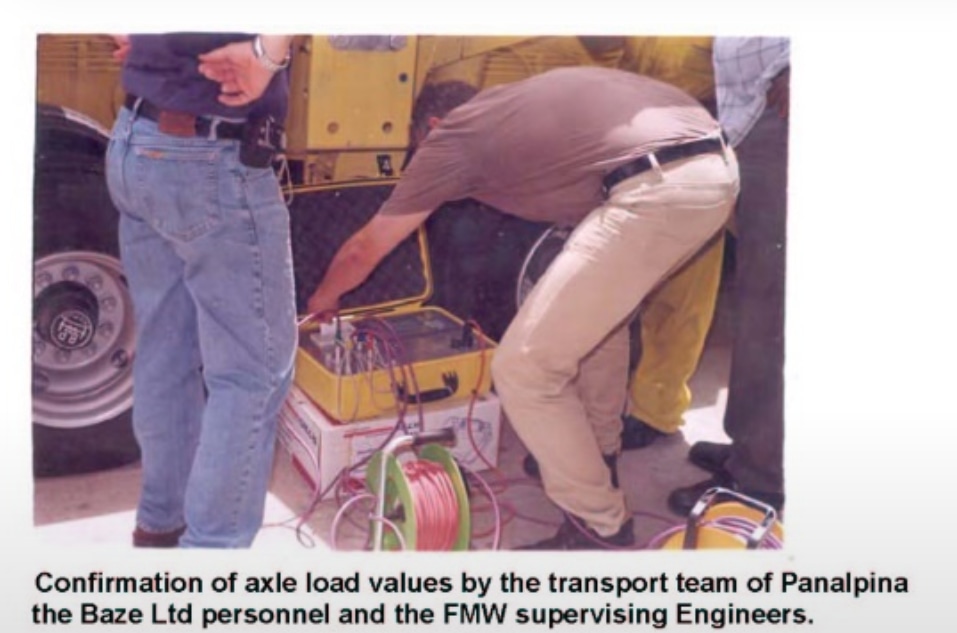 4
Confirmation of axle load values by the transport team of Panalpina
the Baze Ltd personnel and the FMW supervising Engineers.